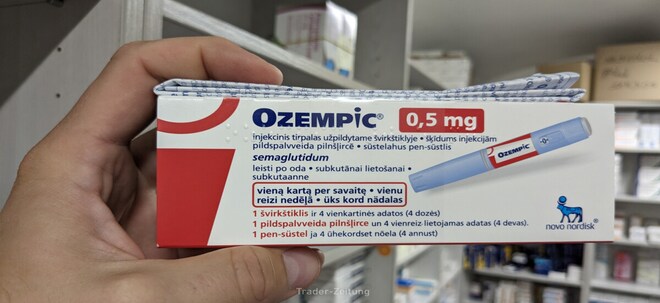 OZEMPIC® 0,5 mg
injekcinis tirpalas užpildytame švirkštiklyje • šķīdums injekcijām
pildspalvveida pilnšļircē • süstelahus pen-süstlis
semaglutidum
leisti po oda • subkutānai lietošanai •
subkutaanne
vieną kartą per savaitę • vienu
reizi nedēļā • üks kord nädalas
1 švirkštiklis ir 4 vienkartinės adatos (4 dozės)
1 pildspalvveida pilnšļirce un 4 vienreiz lietojamas adatas (4 devas).
1 pen-süstel ja 4 ühekordset nõela (4 annust)
OZEMPIC
novo nordisk®
Trader-Zeitung